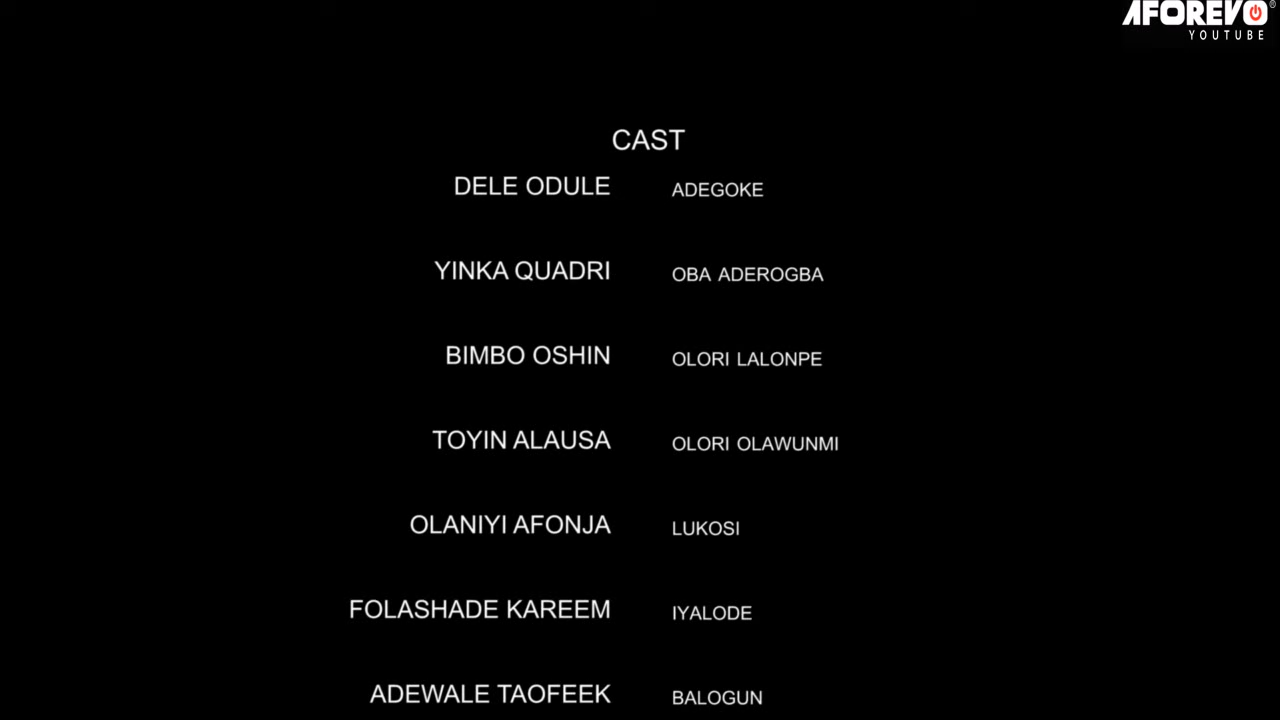 AFOREVO®
YOUTUBE
CAST
DELE ODULE ADEGOKE
YINKA QUADRI OBA ADEROGBA
BIMBO OSHIN OLORI LALONPE
TOYIN ALAUSA OLORI OLAWUNMI
OLANIYI AFONJA LUKOSI
FOLASHADE KAREEM IYALODE
ADEWALE TAOFEEK BALOGUN